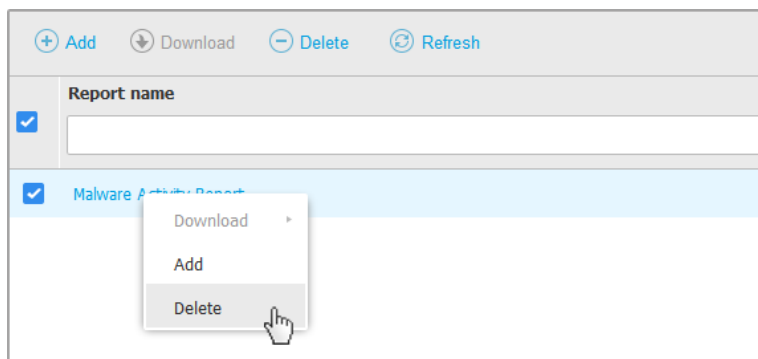 Add Download Delete Refresh
Report name
Malware Activity Report
Download
Add
Delete